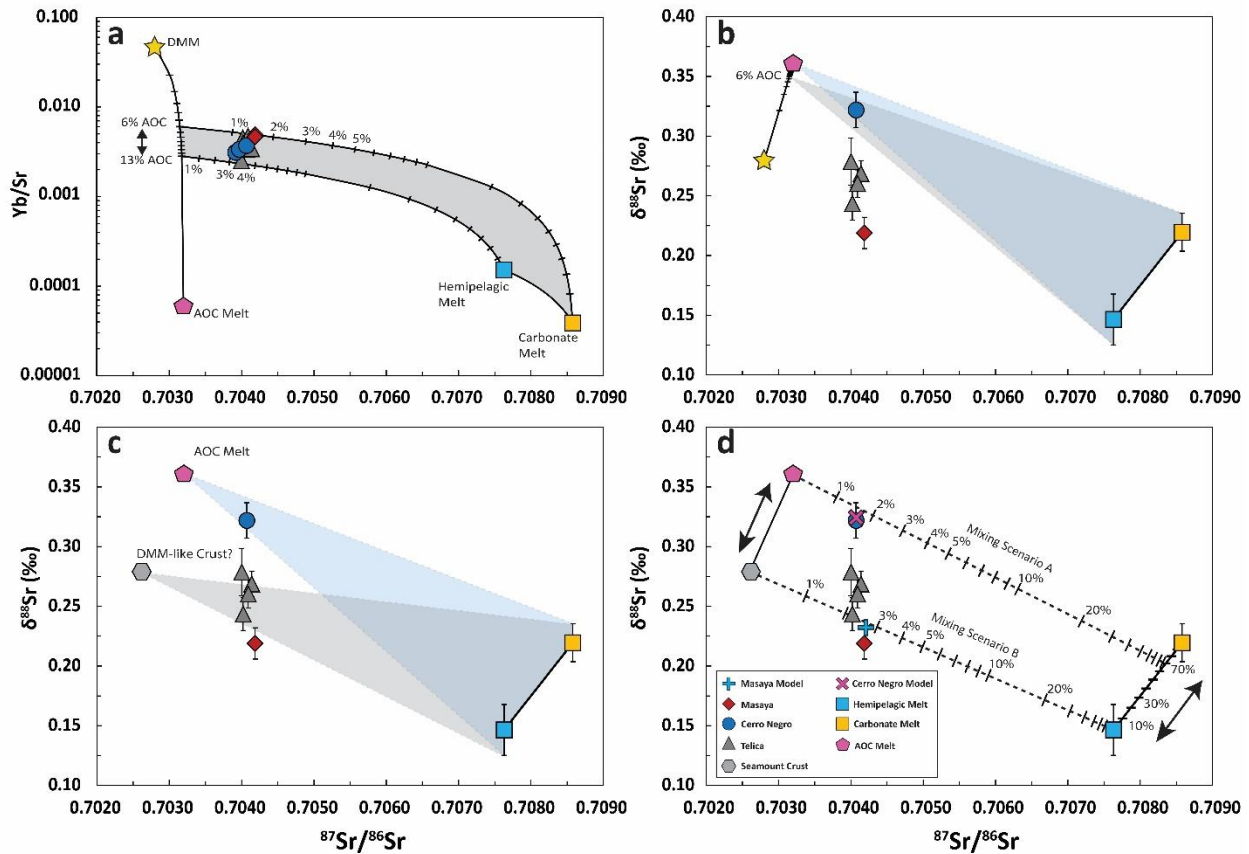 a
DMM
0.100
0.010
0.001
0.0001
0.00001
Yb/Sr
6% AOC
13% AOC
1%
2%
3%
4%
5%
1%
3%
4%
Hemipelagic
Melt
Carbonate
Melt
AOC Melt
0.7020
0.7030
0.7040
0.7050
0.7060
0.7070
0.7080
0.7090
b
0.40
0.35
0.30
0.25
0.20
0.15
0.10
δ⁸⁸Sr (‰)
6% AOC
0.7020
0.7030
0.7040
0.7050
0.7060
0.7070
0.7080
0.7090
c
0.40
0.35
0.30
0.25
0.20
0.15
0.10
δ⁸⁸Sr (‰)
AOC Melt
DMM-like Crust?
0.7020
0.7030
0.7040
0.7050
0.7060
0.7070
0.7080
0.7090
⁸⁷Sr/⁸⁶Sr
d
0.40
0.35
0.30
0.25
0.20
0.15
0.10
δ⁸⁸Sr (‰)
1%
2%
3%
4%
5%
Mixing Scenario A
10%
20%
1%
3%
4%
5%
Mixing Scenario B
10%
20%
70%
30%
10%
Masaya Model
Cerro Negro Model
Masaya
Hemipelagic Melt
Cerro Negro
Carbonate Melt
Telica
AOC Melt
Seamount Crust
0.7020
0.7030
0.7040
0.7050
0.7060
0.7070
0.7080
0.7090
⁸⁷Sr/⁸⁶Sr